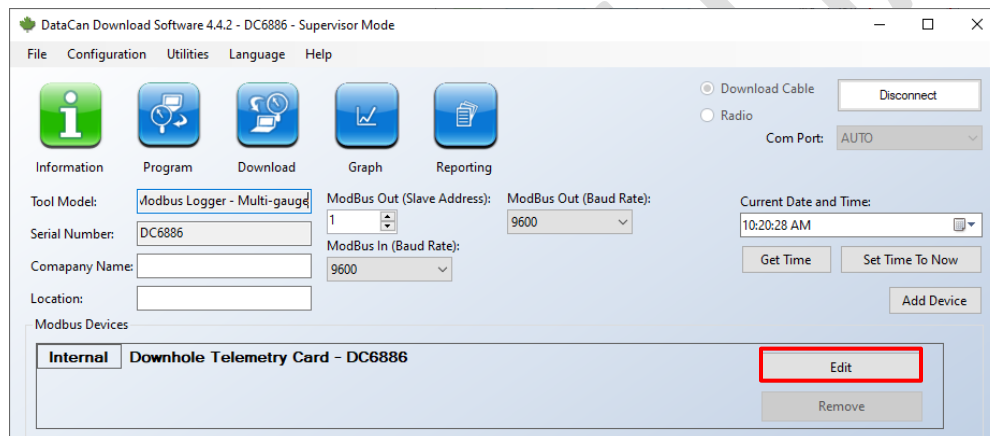 DataCan Download Software 4.4.2 - DC6886 - Supervisor Mode
File Configuration Utilities Language Help
Information Program Download Graph Reporting
Download Cable
Radio
Disconnect
Com Port: AUTO
Tool Model: Modbus Logger - Multi-gauge
Serial Number: DC6886
Comapany Name:
Location:
ModBus Out (Slave Address):
1
ModBus In (Baud Rate):
9600
ModBus Out (Baud Rate):
9600
Current Date and Time:
10:20:28 AM
Get Time Set Time To Now
Add Device
Modbus Devices
Internal Downhole Telemetry Card - DC6886
Edit
Remove